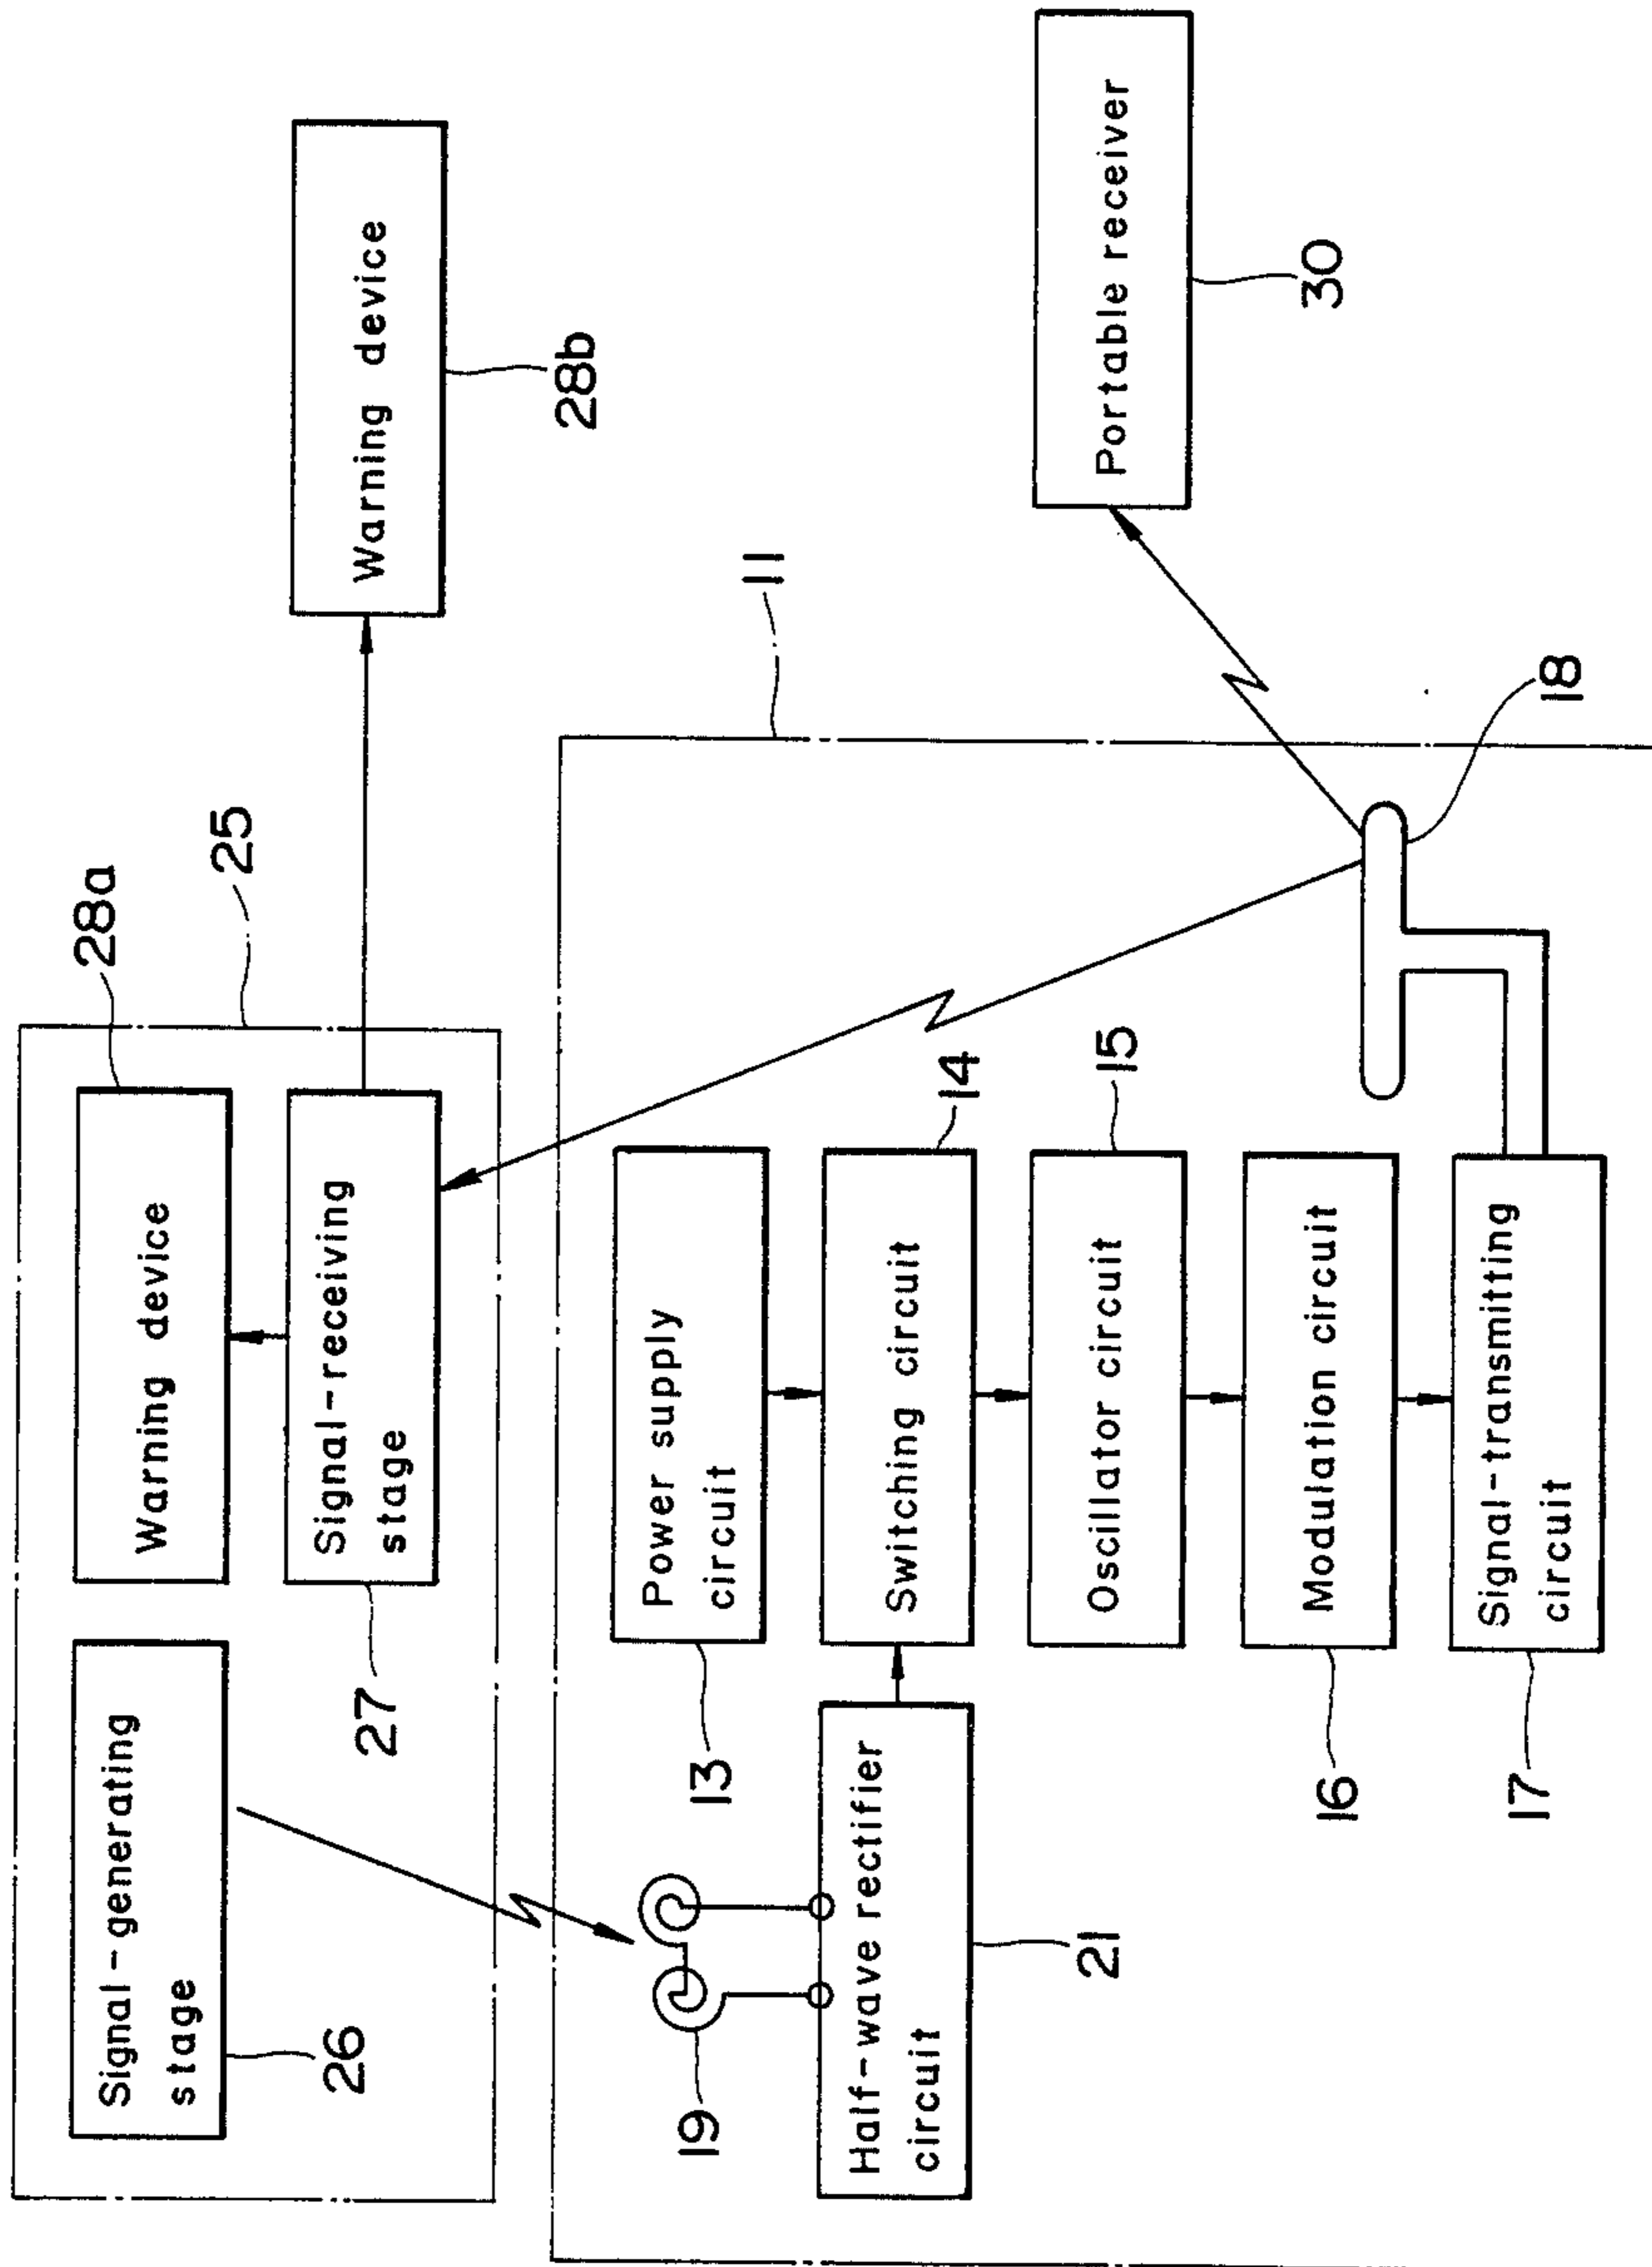 Signal-generating
stage
26
Warning device
28a
Signal-receiving
stage
27
25
Warning device
28b
11
19
Half-wave rectifier
circuit
21
Power supply
circuit
13
Switching circuit
14
Oscillator circuit
15
Modulation circuit
16
Signal-transmitting
circuit
17
18
Portable receiver
30